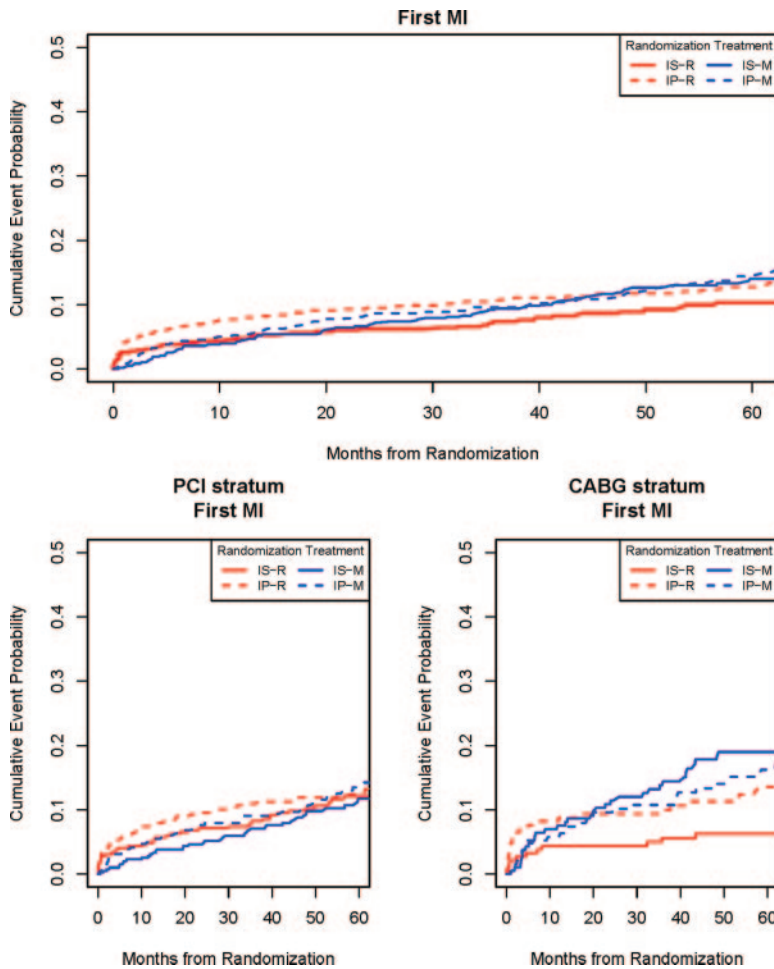 First MI
Randomization Treatment
IS-R IS-M
IP-R IP-M
Cumulative Event Probability
0.5
0.4
0.3
0.2
0.1
0.0
0 10 20 30 40 50 60
Months from Randomization
PCI stratum
First MI
Randomization Treatment
IS-R IS-M
IP-R IP-M
Cumulative Event Probability
0.5
0.4
0.3
0.2
0.1
0.0
0 10 20 30 40 50 60
Months from Randomization
CABG stratum
First MI
Randomization Treatment
IS-R IS-M
IP-R IP-M
Cumulative Event Probability
0.5
0.4
0.3
0.2
0.1
0.0
0 10 20 30 40 50 60
Months from Randomization